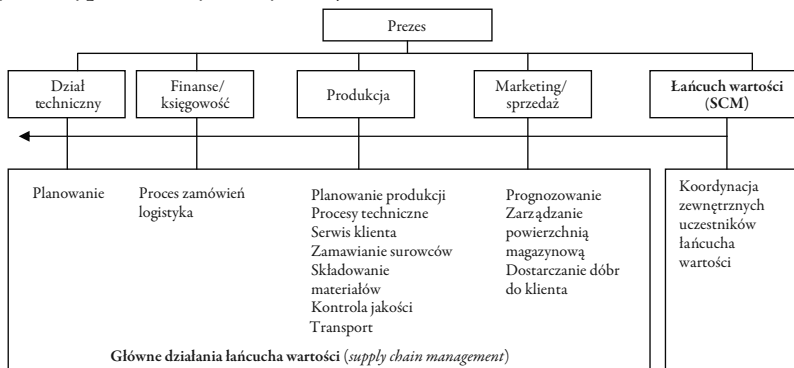 Prezes
Dział
techniczny
Finanse/
księgowość
Produkcja
Marketing/
sprzedaż
Łańcuch wartości
(SCM)
Planowanie
Proces zamówień
logistyka
Planowanie produkcji
Procesy techniczne
Serwis klienta
Zamawianie surowców
Składowanie
materiałów
Kontrola jakości
Transport
Prognozowanie
Zarządzanie
powierzchnią
magazynową
Dostarczanie dóbr
do klienta
Koordynacja
zewnętrznych
uczestników
łańcucha
wartości
Główne działania łańcucha wartości (supply chain management)